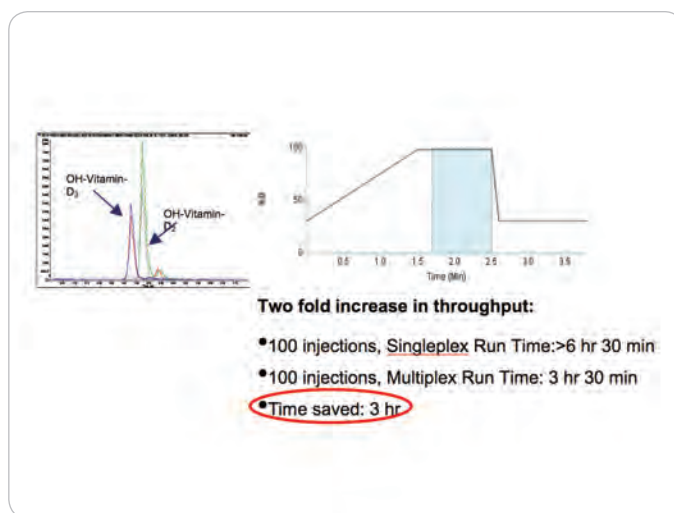 OH-Vitamin-
D3
OH-Vitamin-
D2
100
50
0
%D
0.5 1.0 1.5 2.0 2.5 3.0 3.5
Time (Min)
Two fold increase in throughput:
•100 injections, Singleplex Run Time:>6 hr 30 min
•100 injections, Multiplex Run Time: 3 hr 30 min
•Time saved: 3 hr